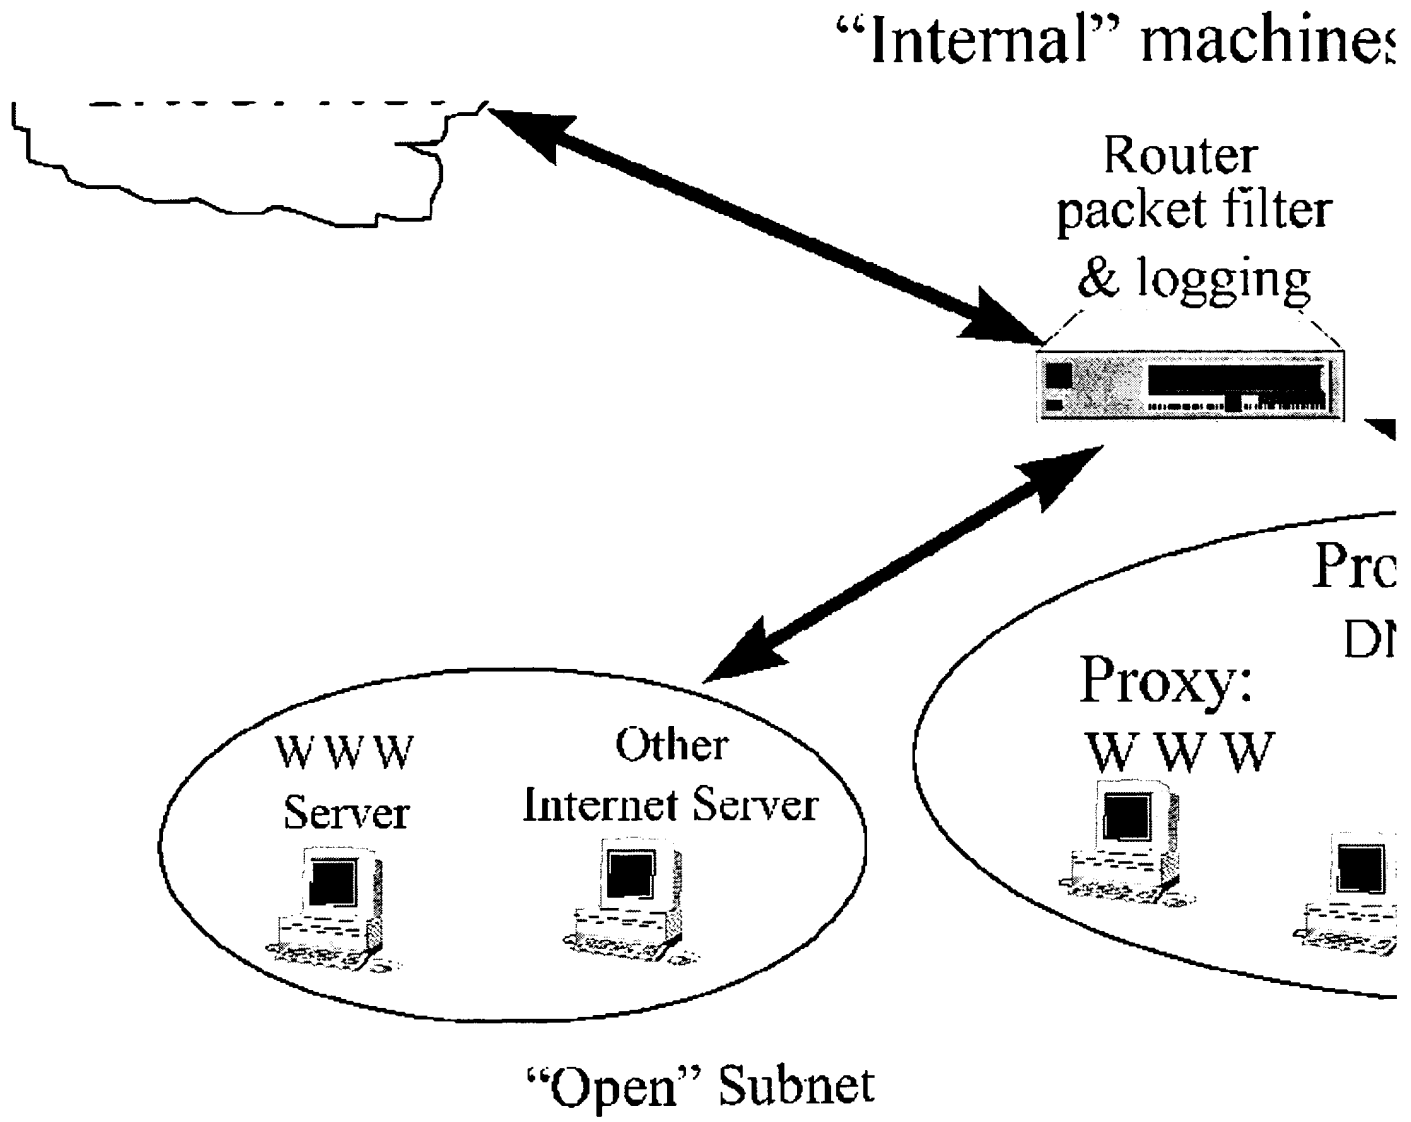 “Internal” machines
Router
packet filter
& logging
Proxy:
W W W
W W W
Server
Other
Internet Server
“Open” Subnet